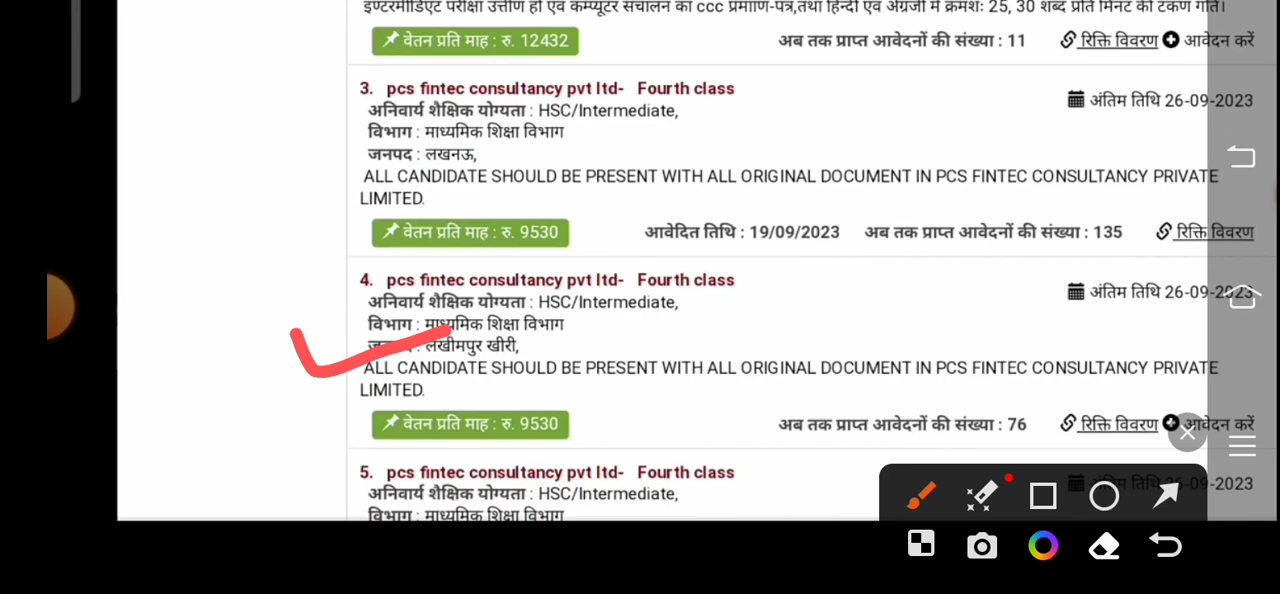 इण्टरमीडिएट परीक्षा उत्तीर्ण हो एवं कम्प्यूटर संचालन का ccc प्रमाण-पत्र,तथा हिन्दी एवं अंग्रेजी में क्रमशः 25, 30 शब्द प्रति मिनट की टंकण गति।
वेतन प्रति माह : रु. 12432 अब तक प्राप्त आवेदनों की संख्या : 11 रिक्ति विवरण आवेदन करें
3. pcs fintec consultancy pvt ltd- Fourth class
अंतिम तिथि 26-09-2023
अनिवार्य शैक्षिक योग्यता : HSC/Intermediate,
विभाग : माध्यमिक शिक्षा विभाग
जनपद : लखनऊ,
ALL CANDIDATE SHOULD BE PRESENT WITH ALL ORIGINAL DOCUMENT IN PCS FINTEC CONSULTANCY PRIVATE
LIMITED.
वेतन प्रति माह : रु. 9530 आवेदित तिथि : 19/09/2023 अब तक प्राप्त आवेदनों की संख्या : 135 रिक्ति विवरण
4. pcs fintec consultancy pvt ltd- Fourth class
अंतिम तिथि 26-09-2023
अनिवार्य शैक्षिक योग्यता : HSC/Intermediate,
विभाग : माध्यमिक शिक्षा विभाग
जनपद : लखीमपुर खीरी,
ALL CANDIDATE SHOULD BE PRESENT WITH ALL ORIGINAL DOCUMENT IN PCS FINTEC CONSULTANCY PRIVATE
LIMITED.
वेतन प्रति माह : रु. 9530 अब तक प्राप्त आवेदनों की संख्या : 76 रिक्ति विवरण आवेदन करें
5. pcs fintec consultancy pvt ltd- Fourth class
अंतिम तिथि 26-09-2023
अनिवार्य शैक्षिक योग्यता : HSC/Intermediate,
विभाग : माध्यमिक शिक्षा विभाग